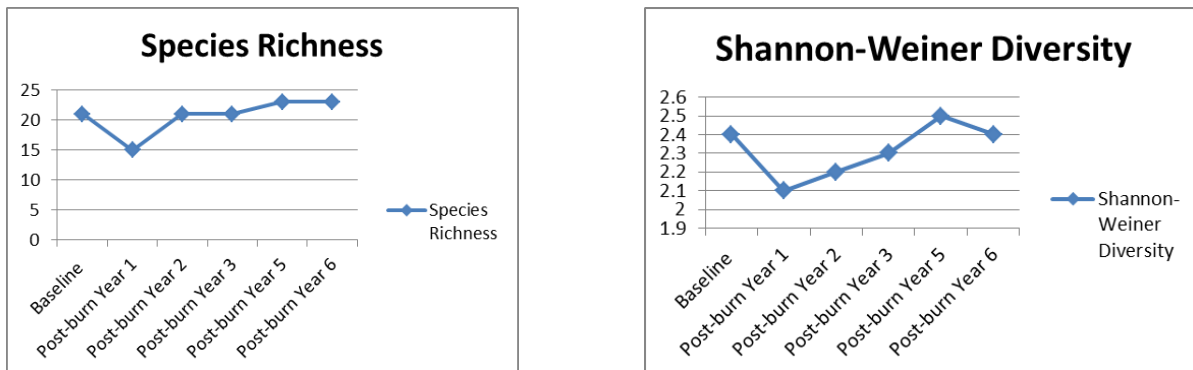 Species Richness
25
20
15
10
5
0
Baseline
Post-burn Year 1
Post-burn Year 2
Post-burn Year 3
Post-burn Year 5
Post-burn Year 6
Species
Richness
Shannon-Weiner Diversity
2.6
2.5
2.4
2.3
2.2
2.1
2
1.9
Baseline
Post-burn Year 1
Post-burn Year 2
Post-burn Year 3
Post-burn Year 5
Post-burn Year 6
Shannon-
Weiner
Diversity